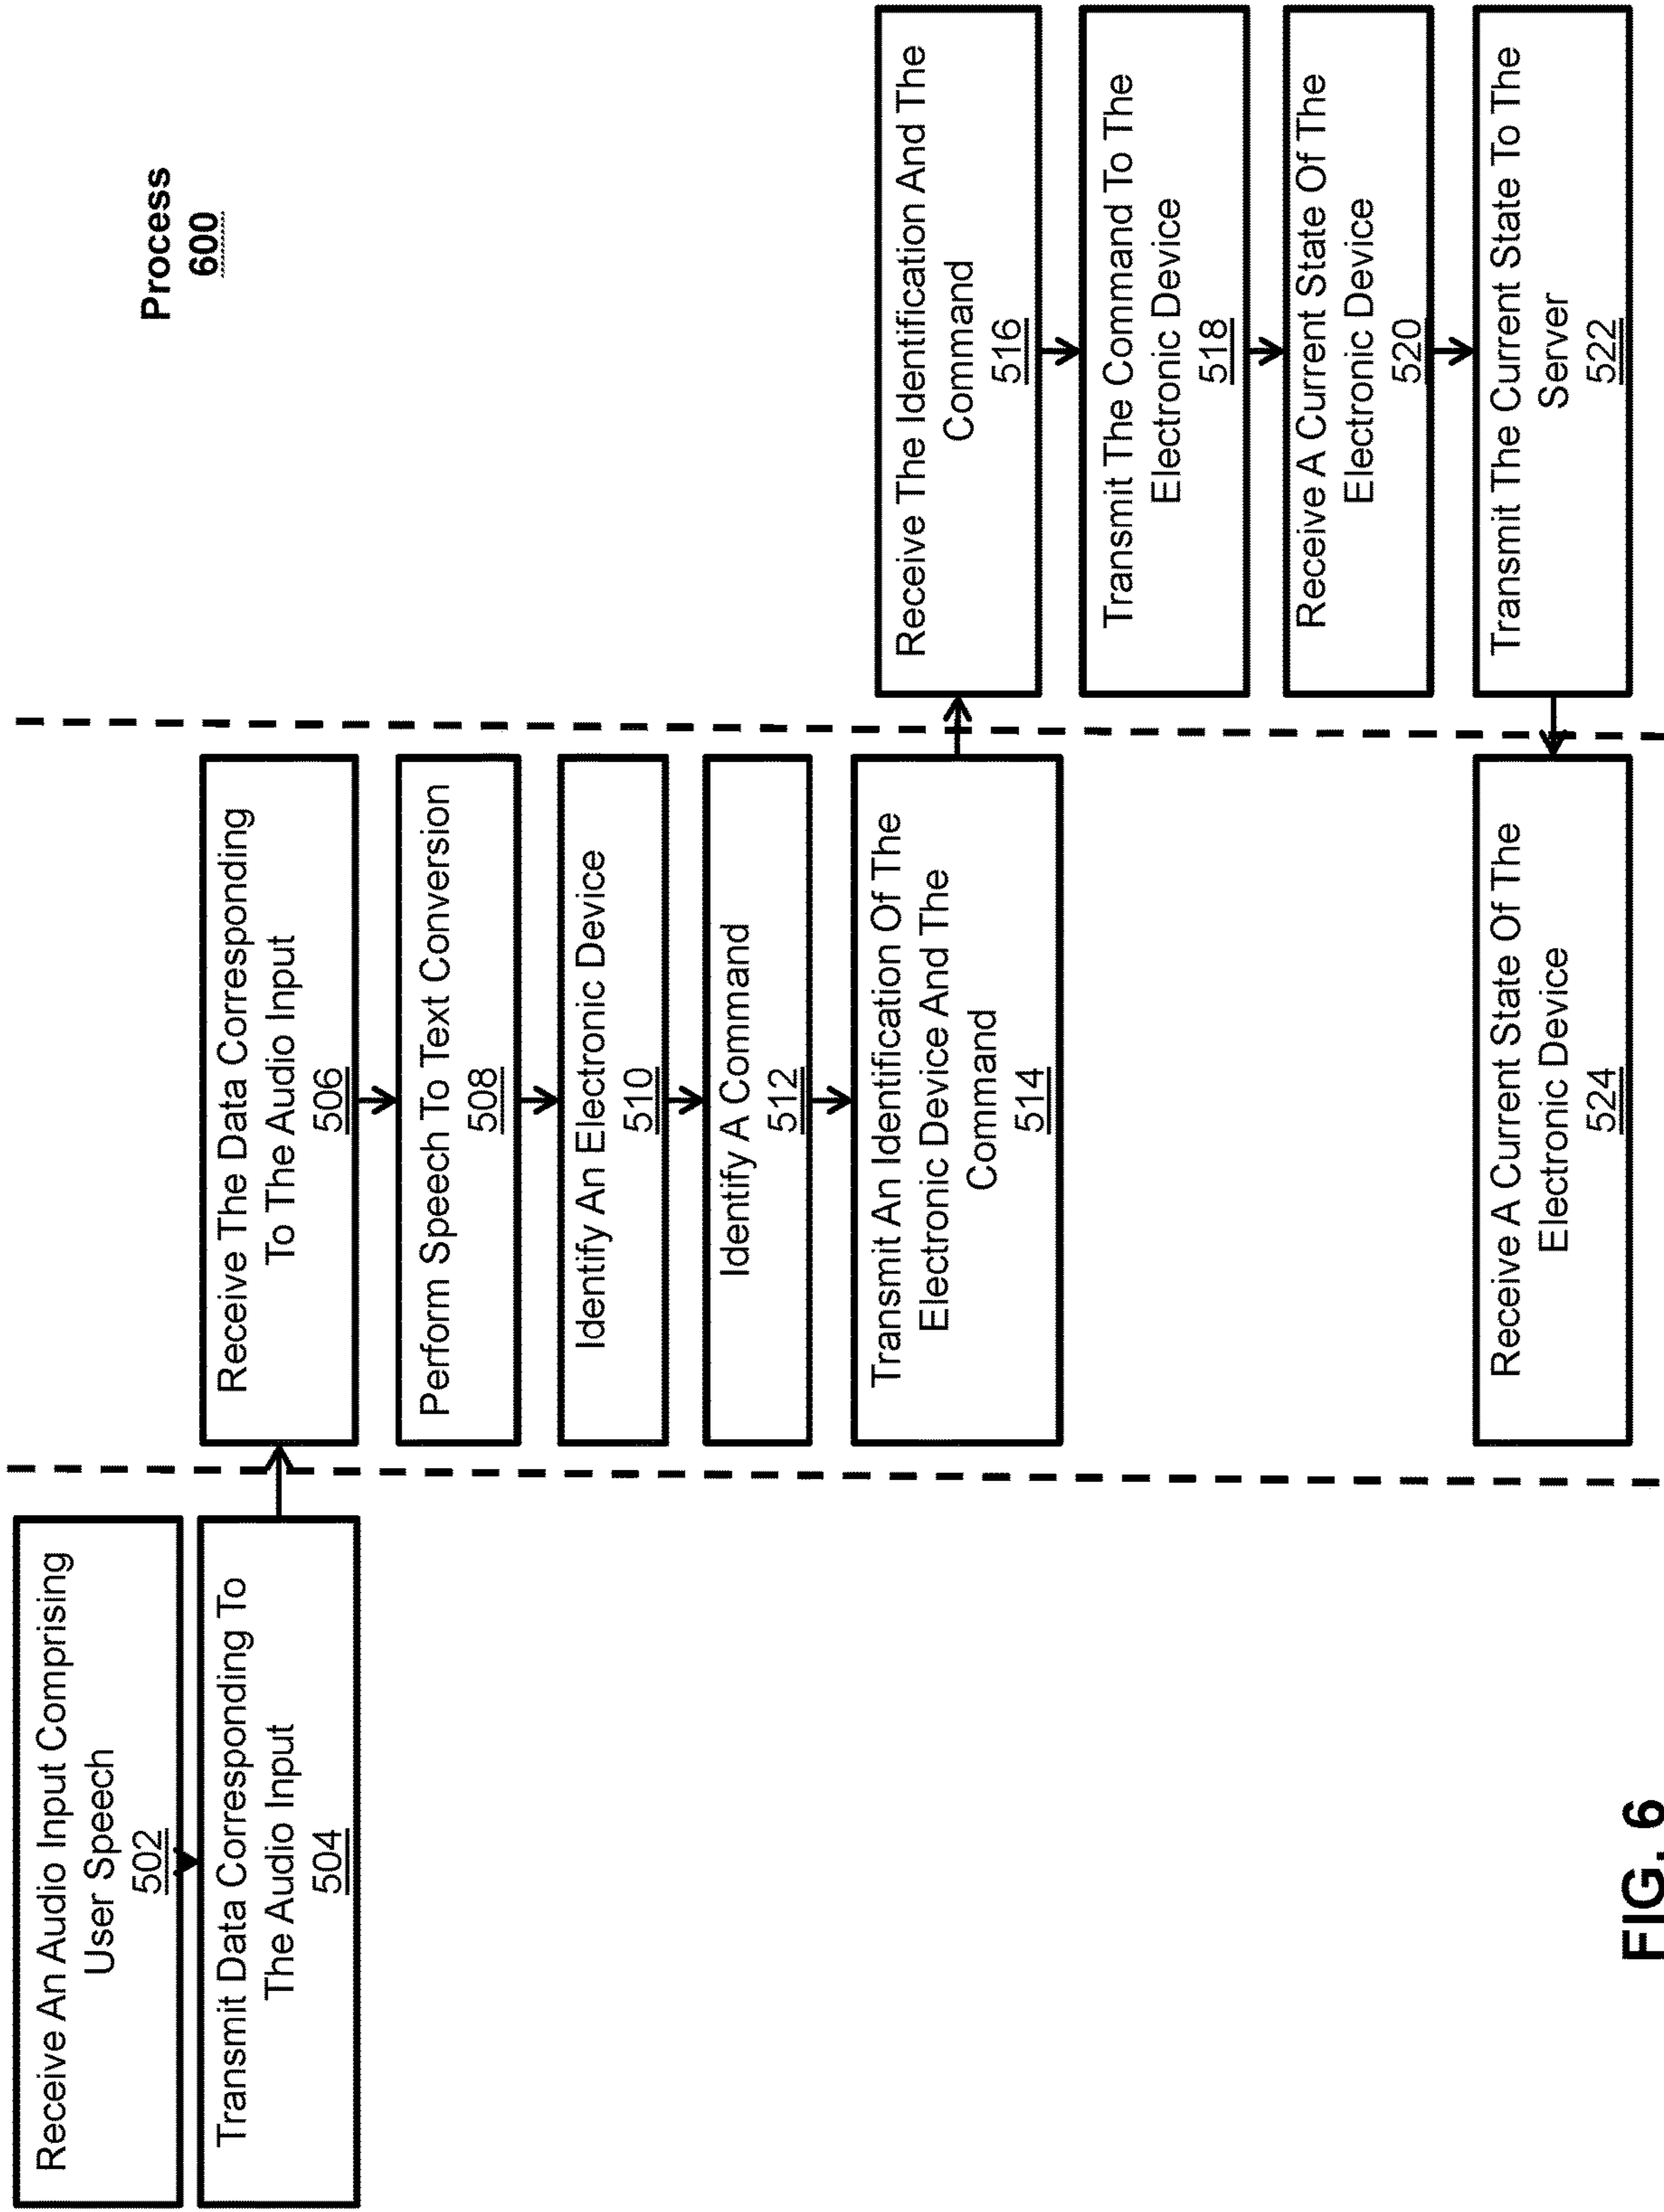 Process
600
Receive An Audio Input Comprising
User Speech
502
Transmit Data Corresponding To
The Audio Input
504
Receive The Data Corresponding
To The Audio Input
506
Perform Speech To Text Conversion
508
Identify An Electronic Device
510
Identify A Command
512
Transmit An Identification Of The
Electronic Device And The
Command
514
Receive The Identification And The
Command
516
Transmit The Command To The
Electronic Device
518
Receive A Current State Of The
Electronic Device
520
Transmit The Current State To The
Server
522
Receive A Current State Of The
Electronic Device
524
FIG. 6